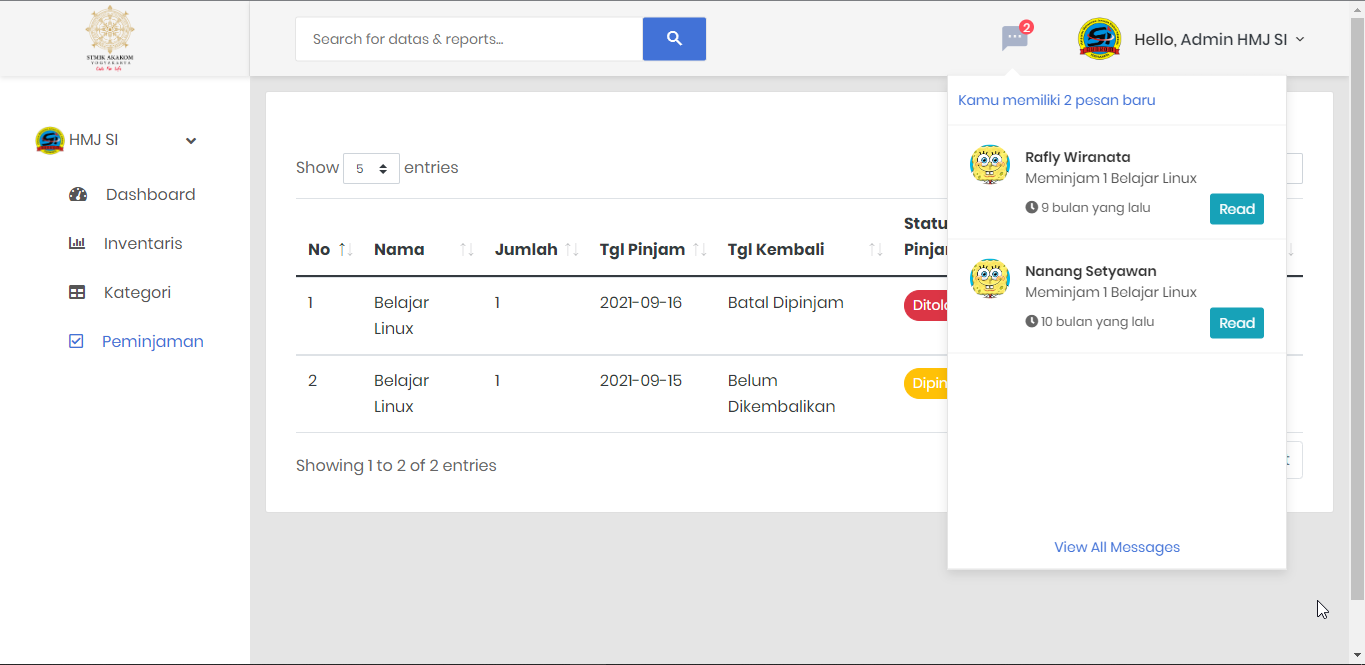 STMIK AKAKOM
YOGYAKARTA
Search for datas & reports...
2
Hello, Admin HMJ SI
Kamu memiliki 2 pesan baru
HMJ SI
Dashboard
Inventaris
Kategori
Peminjaman
Show 5 entries
No Nama Jumlah Tgl Pinjam Tgl Kembali
1 Belajar Linux 1 2021-09-16 Batal Dipinjam
2 Belajar Linux 1 2021-09-15 Belum Dikembalikan
Showing 1 to 2 of 2 entries
Rafly Wiranata
Meminjam 1 Belajar Linux
9 bulan yang lalu Read
Nanang Setyawan
Meminjam 1 Belajar Linux
10 bulan yang lalu Read
View All Messages